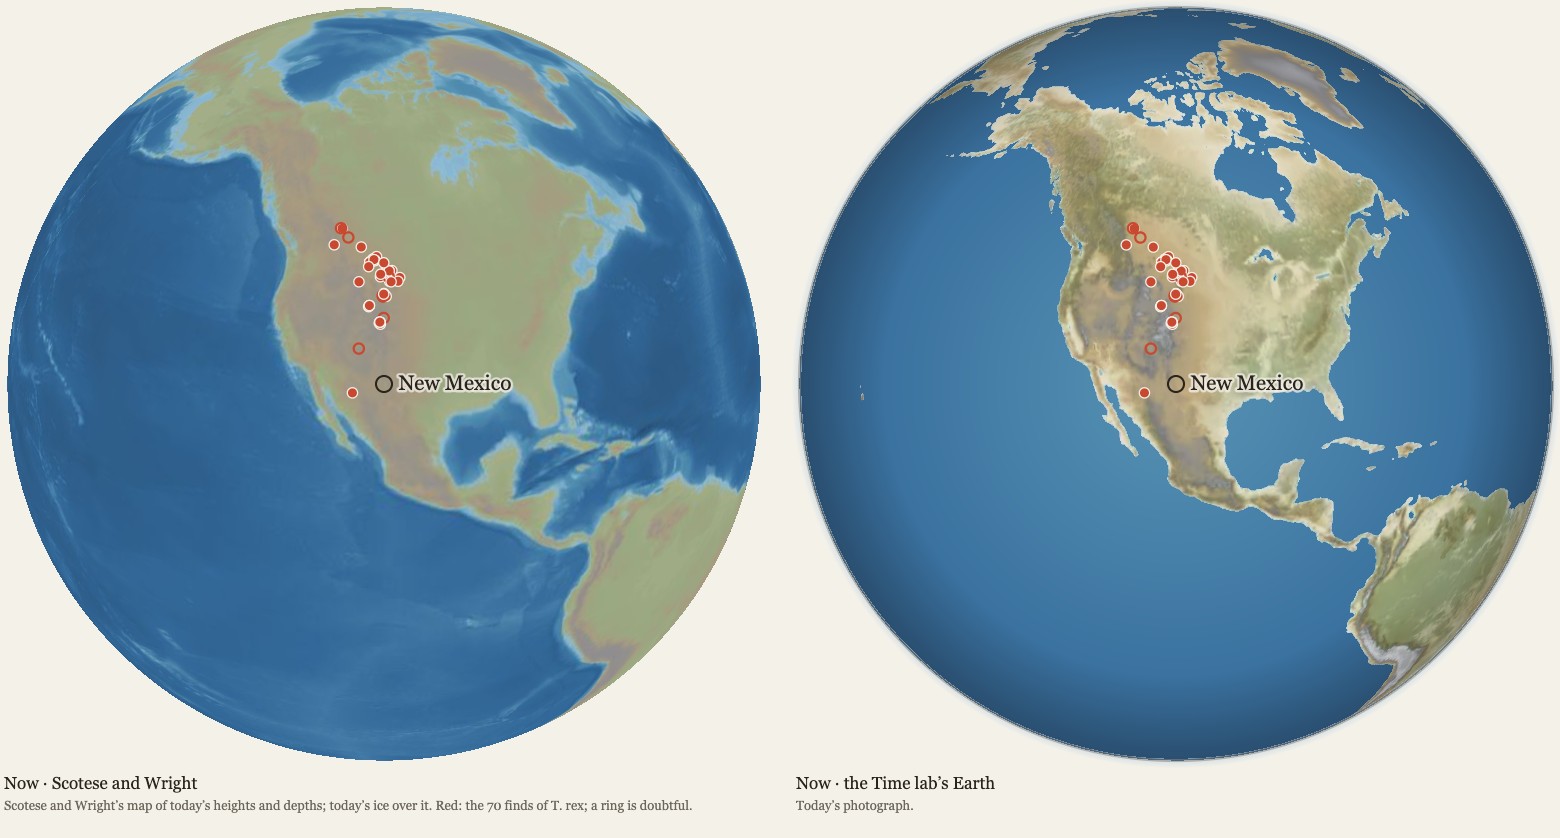 New Mexico
New Mexico
Now · Scotese and Wright
Scotese and Wright's map of today's heights and depths; today's ice over it. Red: the 70 finds of T. rex; a ring is doubtful.
Now · the Time lab's Earth
Today's photograph.